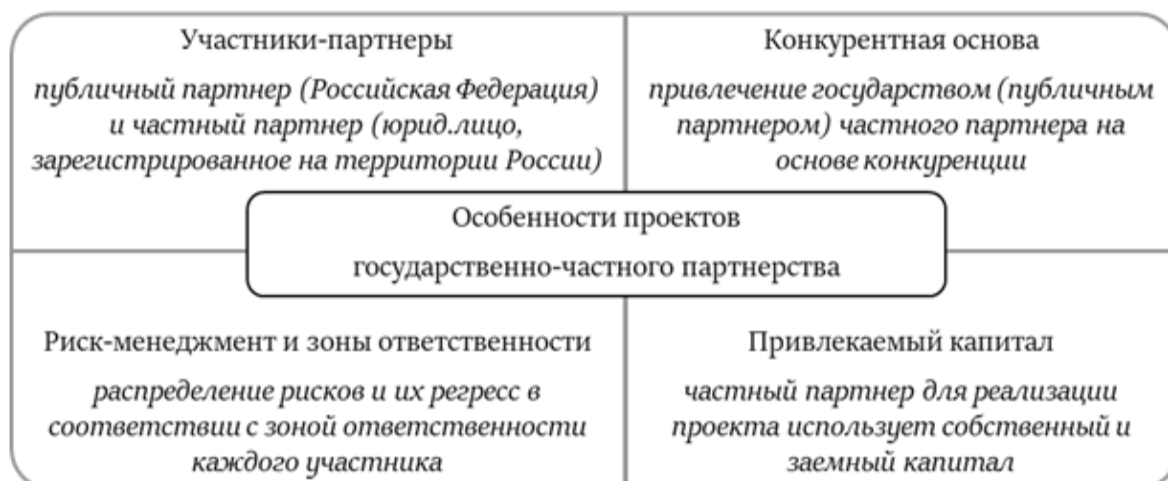 Участники-партнеры
публичный партнер (Российская Федерация)
и частный партнер (юрид.лицо,
зарегистрированное на территории России)
Конкурентная основа
привлечение государством (публичным
партнером) частного партнера на
основе конкуренции
Особенности проектов
государственно-частного партнерства
Риск-менеджмент и зоны ответственности
распределение рисков и их регресс в
соответствии с зоной ответственности
каждого участника
Привлекаемый капитал
частный партнер для реализации
проекта использует собственный и
заемный капитал